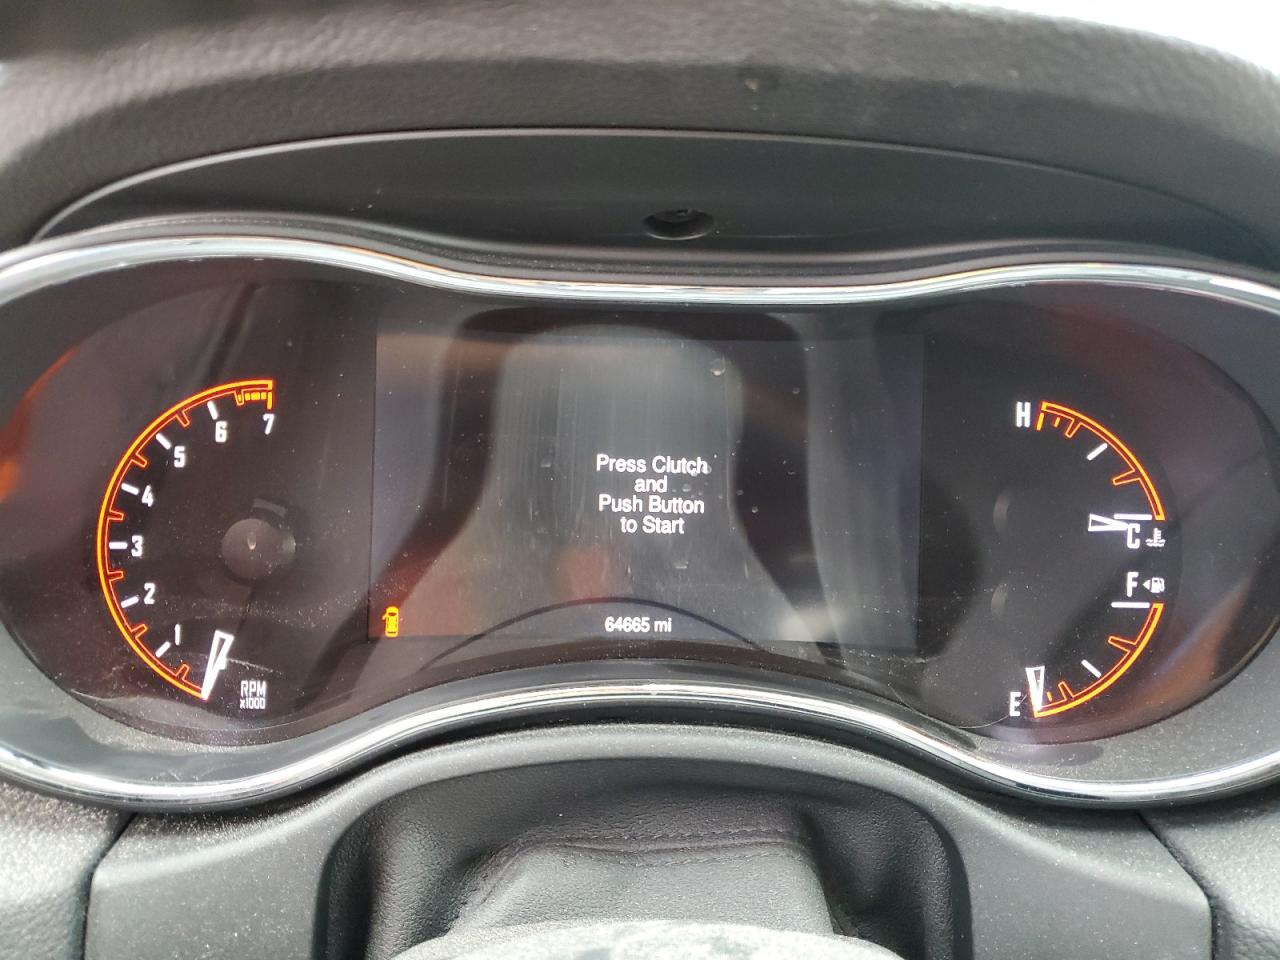 7
6
5
4
3
2
1
RPM
x1000
Press Clutch
and
Push Button
to Start
64665 mi
H
C
F
E